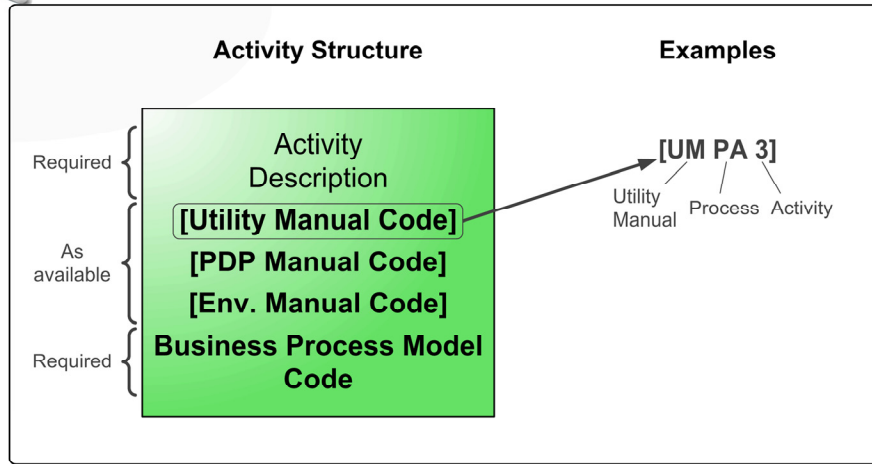 Activity Structure
Examples
Required
Activity
Description
[UM PA 3]
Utility
Manual
Process
Activity
As
available
[Utility Manual Code]
[PDP Manual Code]
[Env. Manual Code]
Required
Business Process Model
Code